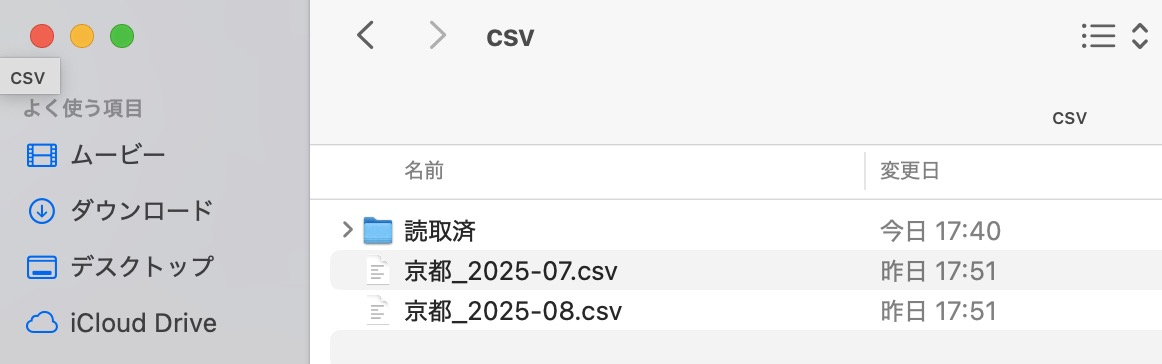 csv
csv
よく使う項目
csv
ムービー
名前
変更日
ダウンロード
読取済
今日 17:40
デスクトップ
京都_2025-07.csv
昨日 17:51
iCloud Drive
京都_2025-08.csv
昨日 17:51